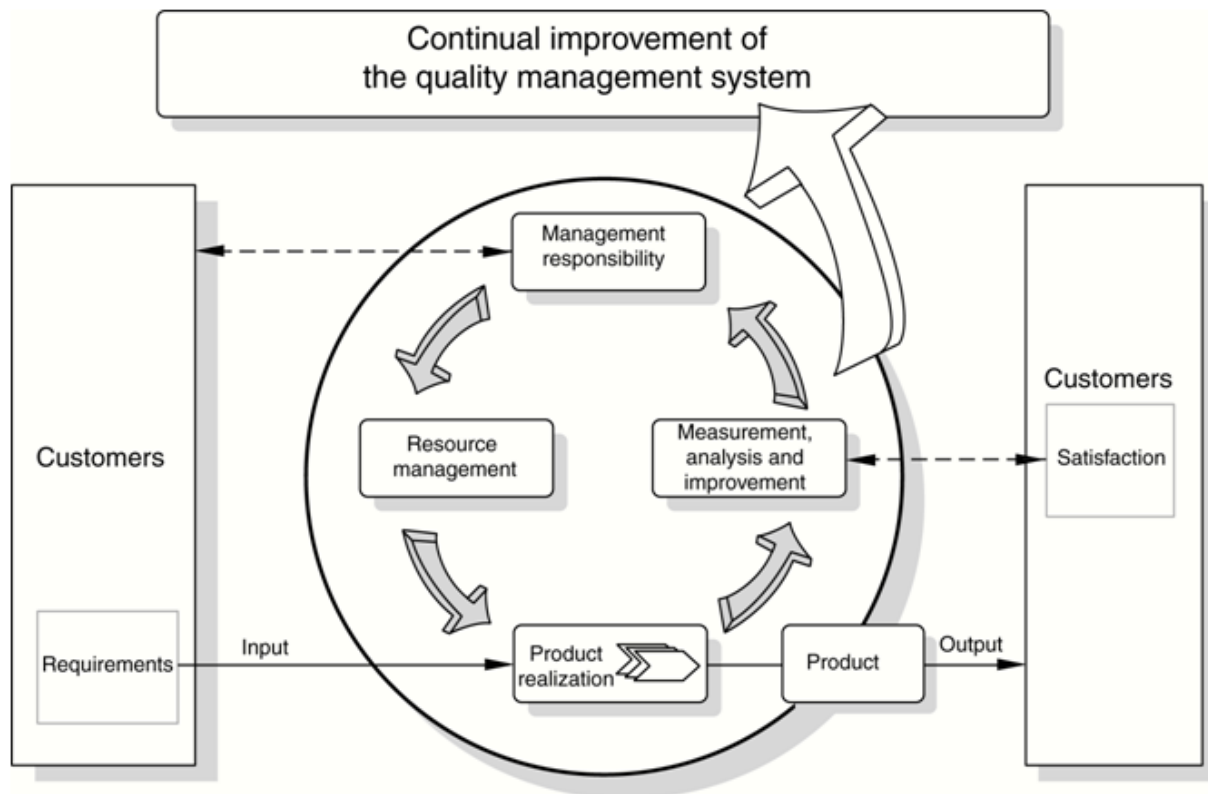 Continual improvement of
the quality management system
Management
responsibility
Customers
Customers
Resource
management
Measurement,
analysis and
improvement
Satisfaction
Requirements
Input
Product
realization
Product
Output